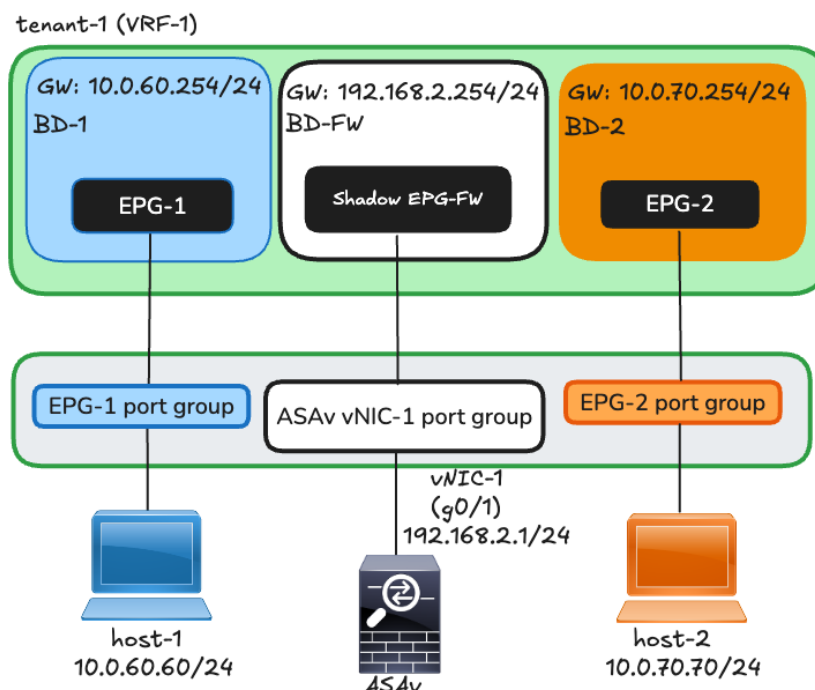 tenant-1 (VRF-1)
GW: 10.0.60.254/24
BD-1
EPG-1
GW: 192.168.2.254/24
BD-FW
Shadow EPG-FW
GW: 10.0.70.254/24
BD-2
EPG-2
EPG-1 port group
ASAv vNIC-1 port group
EPG-2 port group
vNIC-1
(g0/1)
192.168.2.1/24
host-1
10.0.60.60/24
ASAv
host-2
10.0.70.70/24